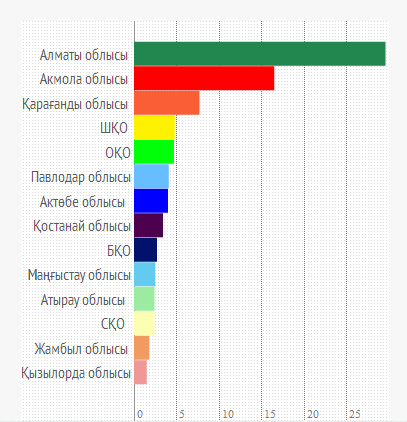 Алматы облысы
Акмола облысы
Қарағанды облысы
ШҚО
ОҚО
Павлодар облысы
Актөбе облысы
Қостанай облысы
БҚО
Маңғыстау облысы
Атырау облысы
СҚО
Жамбыл облысы
Қызылорда облысы
0 5 10 15 20 25